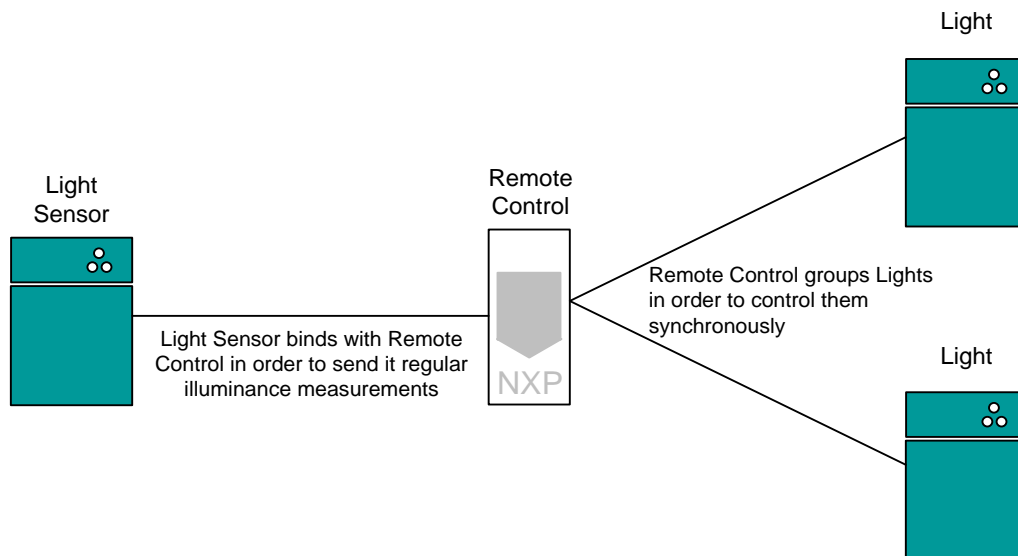 Light
Light
Sensor
Remote
Control
Remote Control groups Lights
in order to control them
synchronously
Light Sensor binds with Remote
Control in order to send it regular
illuminance measurements
NXP
Light